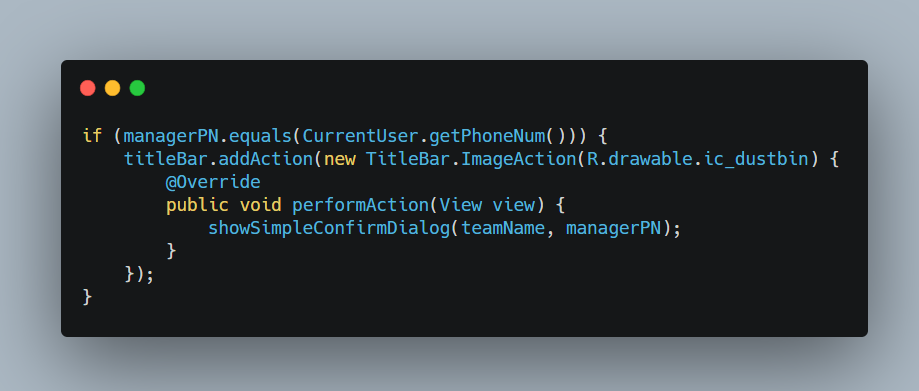 if (managerPN.equals(CurrentUser.getPhoneNum())) {
    titleBar.addAction(new TitleBar.ImageAction(R.drawable.ic_dustbin) {
        @Override
        public void performAction(View view) {
            showSimpleConfirmDialog(teamName, managerPN);
        }
    });
}